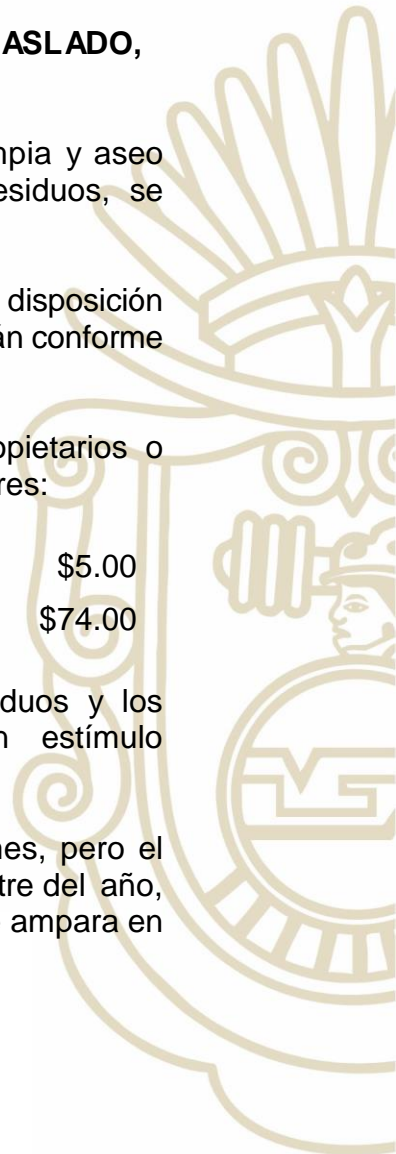 ASLADO,
mpia y aseo
esiduos, se
disposición
án conforme
opietarios o
res:
$5.00
$74.00
duos y los
n estímulo
nes, pero el
tre del año,
ampara en